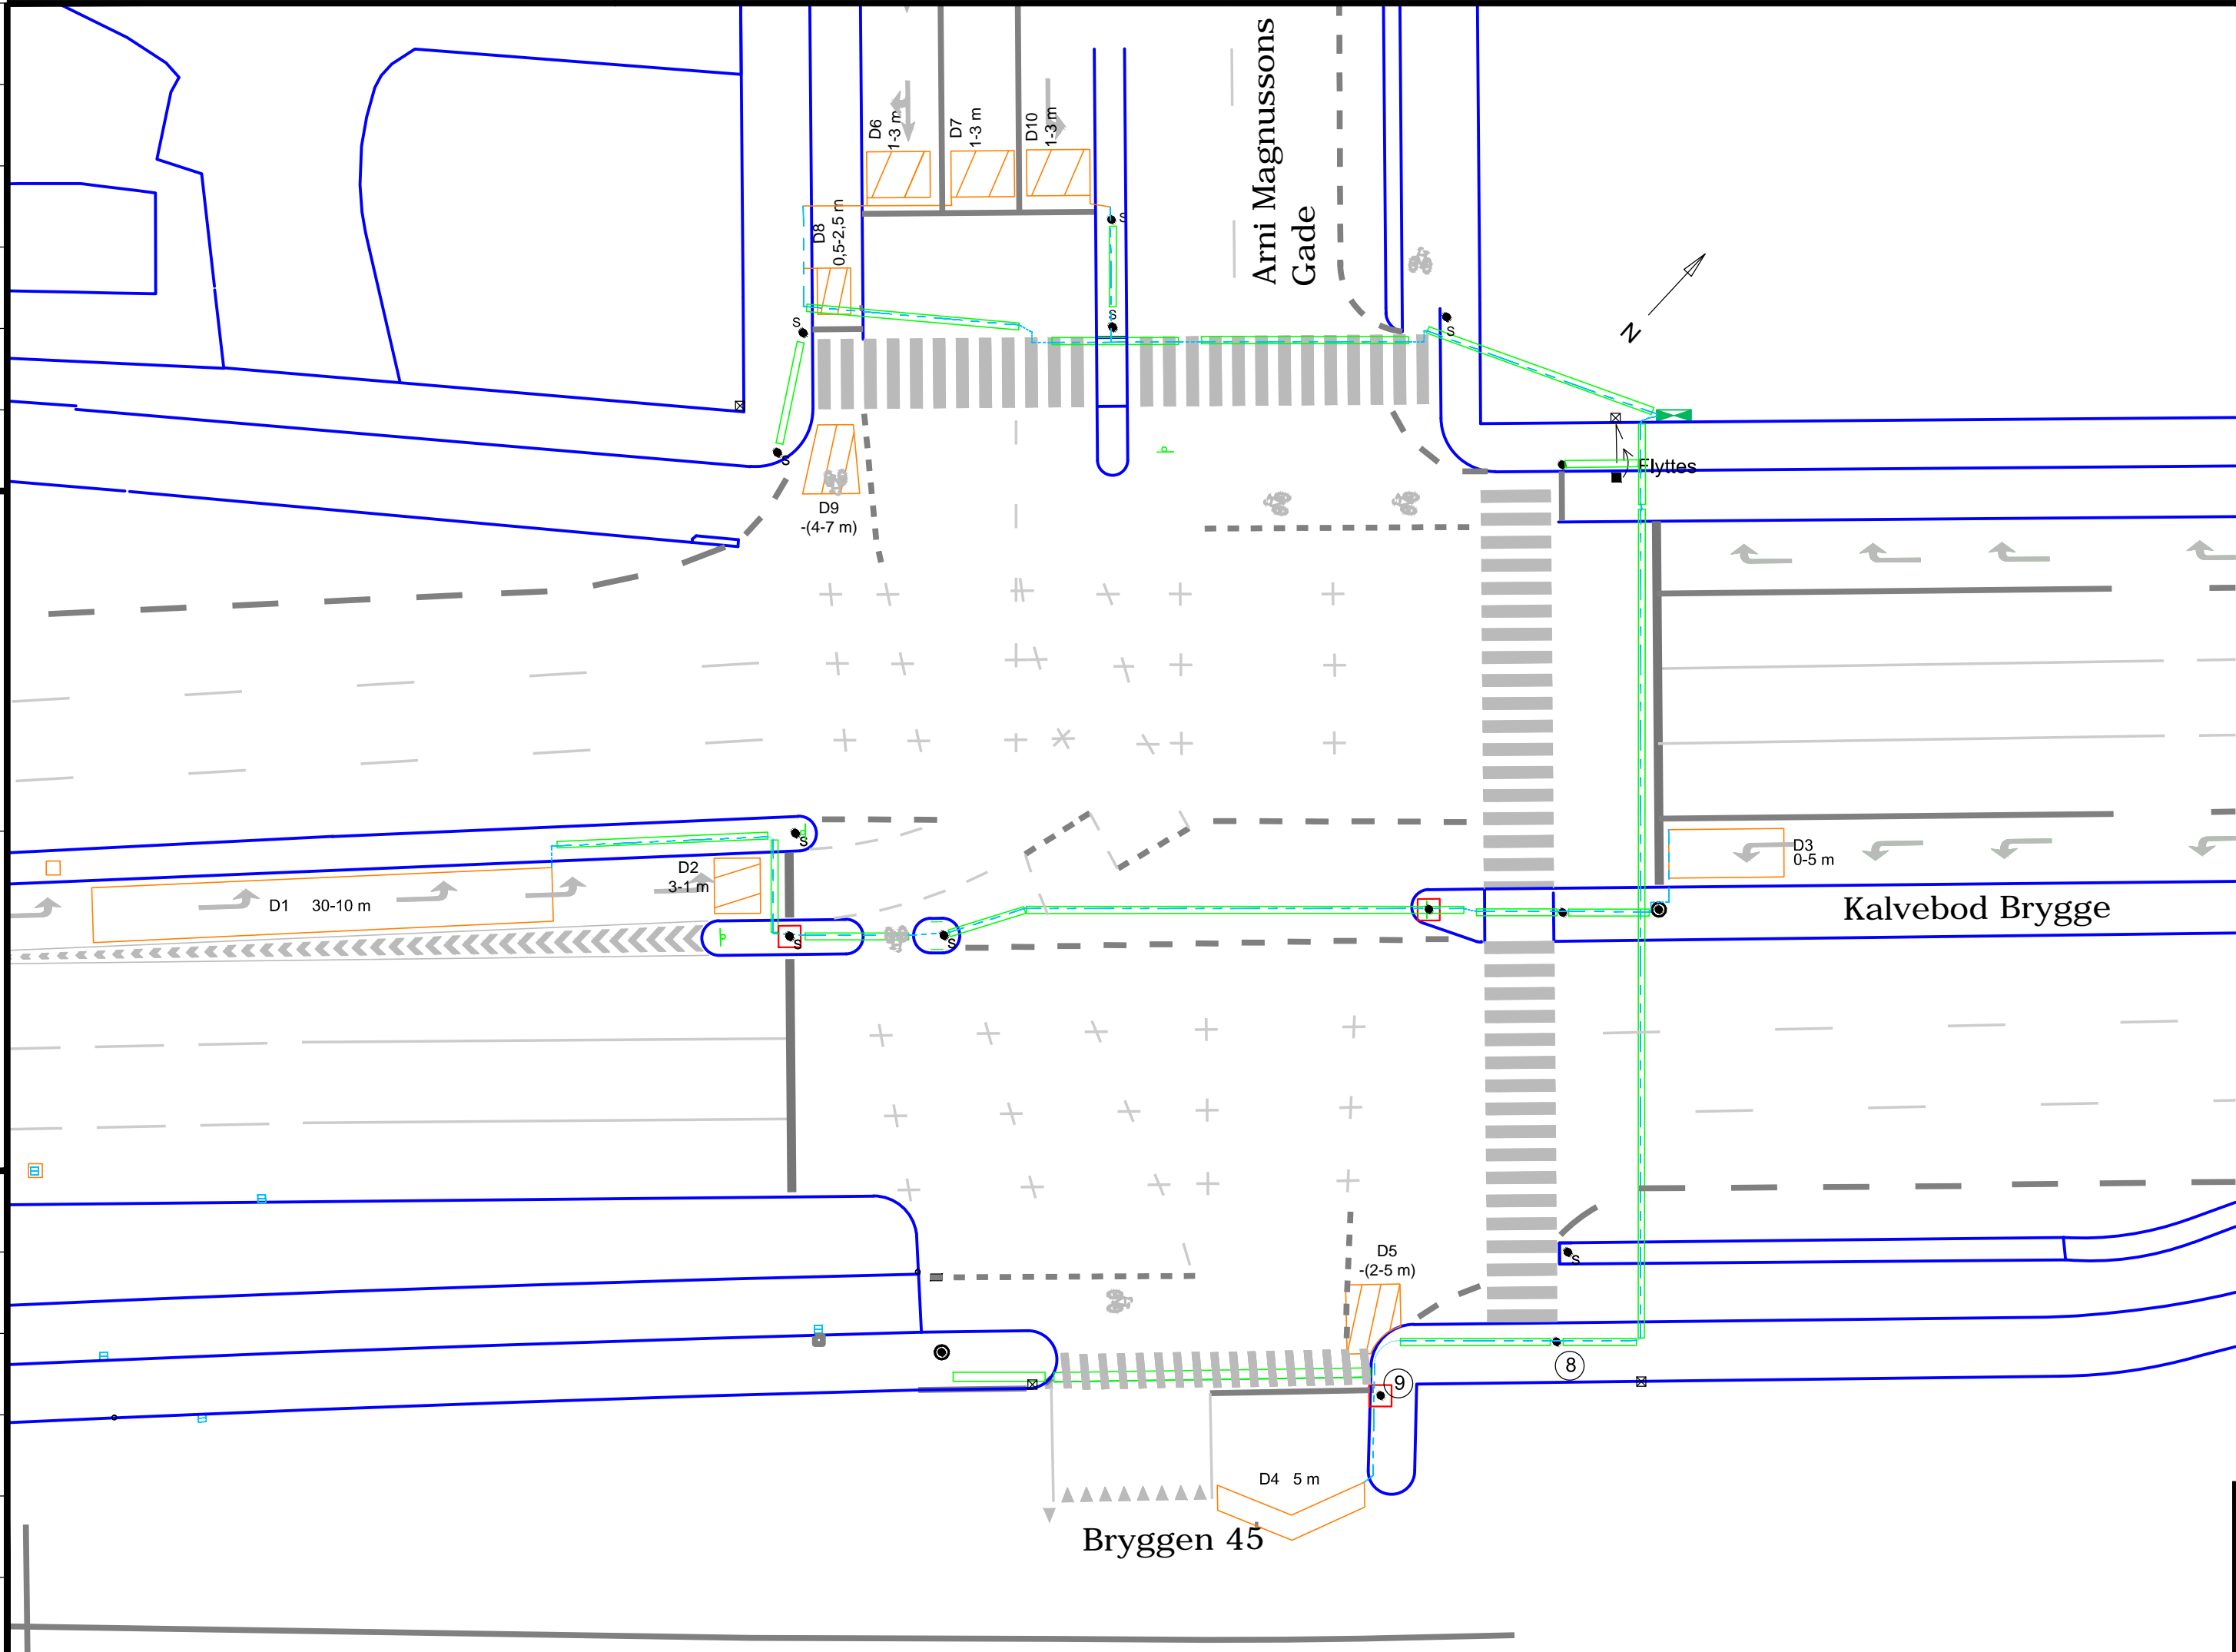 Arni Magnussons
Gade
D6
1-3 m
D7
1-3 m
D10
1-3 m
D8
0,5-2,5 m
S
S
S
S
S
N
Flyttes
D9
-(4-7 m)
S
D2
3-1 m
D1 30-10 m
D3
0-5 m
Kalvebod Brygge
S
S
D5
-(2-5 m)
S
8
9
D4 5 m
Bryggen 45